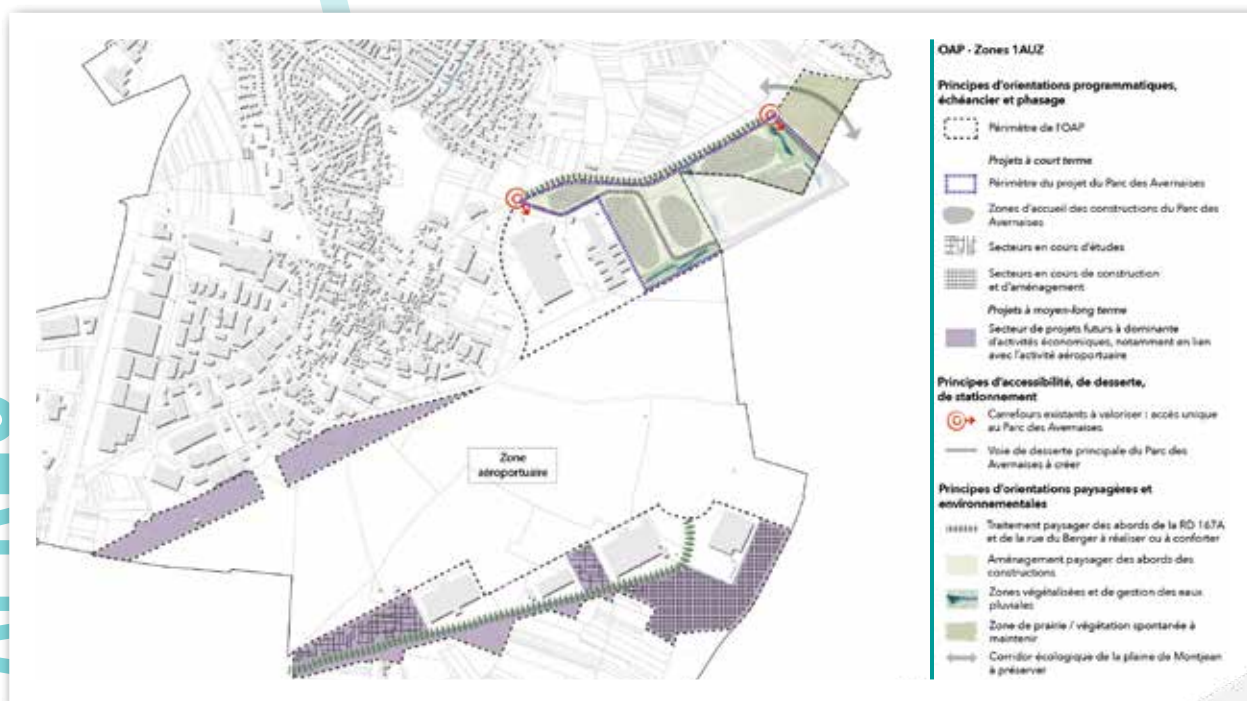 OAP - Zones 1AUZ
Principes d'orientations programmatiques,
échéancier et phasage
Périmètre de l'OAP
Projets à court terme
Périmètre du projet du Parc des Avernaises
Zones d'accueil des constructions du Parc des
Avernaises
Secteurs en cours d'études
Secteurs en cours de construction
et d'aménagement
Projets à moyen-long terme
Secteur de projets futurs à dominante
d'activités économiques, notamment en lien
avec l'activité aéroportuaire
Principes d'accessibilité, de desserte,
de stationnement
Carrefours existants à valoriser : accès unique
au Parc des Avernaises
Voie de desserte principale du Parc des
Avernaises à créer
Principes d'orientations paysagères et
environnementales
Traitement paysager des abords de la RD 167A
et de la rue du Berger à réaliser ou à conforter
Aménagement paysager des abords des
constructions
Zones végétalisées et de gestion des eaux
pluviales
Zone de prairie / végétation spontanée à
maintenir
Corridor écologique de la plaine de Montjean
à préserver
Zone
aéroportuaire